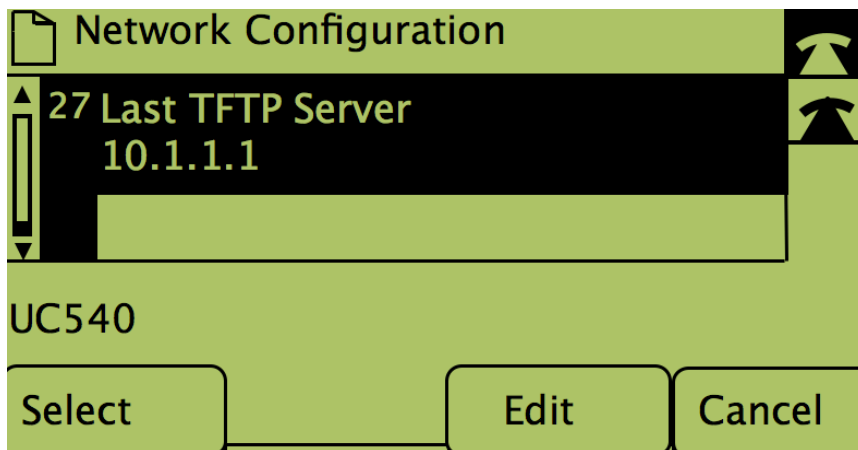 Network Configuration
27 Last TFTP Server
10.1.1.1
UC540
Select Edit Cancel